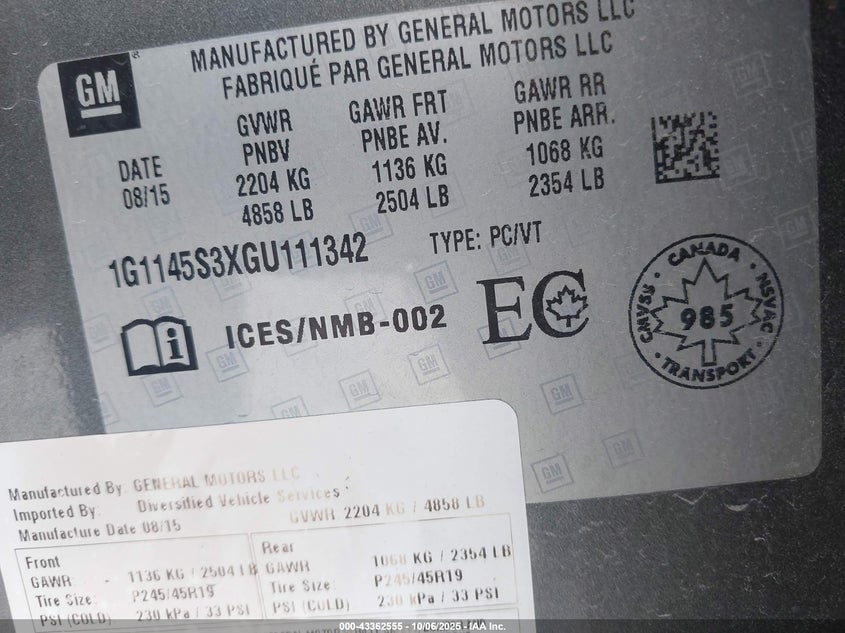 MANUFACTURED BY GENERAL MOTORS LLC
FABRIQUÉ PAR GENERAL MOTORS LLC
GM
DATE
08/15
GVWR
PNBV
2204 KG
4858 LB
GAWR FRT
PNBE AV.
1136 KG
2504 LB
GAWR RR
PNBE ARR.
1068 KG
2354 LB
1G1145S3XGU111342
TYPE: PC/VT
ICES/NMB-002
EC
CANADA
CMVSS
985
NSVAC
TRANSPORT
Manufactured By: GENERAL MOTORS LLC
Imported By: Diversified Vehicle Services
Manufacture Date 08/15
GVWR 2204 KG / 4858 LB
Front
GAWR: 1136 KG / 2504 LB
Tire Size: P245/45R19
PSI (COLD) 230 kPa / 33 PSI
Rear
GAWR 1068 KG / 2354 LB
Tire Size: P245/45R19
PSI (COLD) 230 kPa / 33 PSI
000-43362555 - 10/06/2025 - IAA Inc.